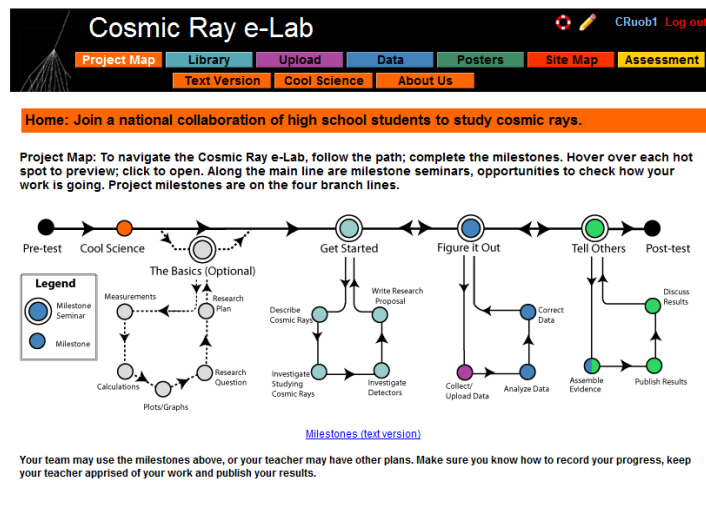 Cosmic Ray e-Lab
CRuob1 Log out
Project Map Library Upload Data Posters Site Map Assessment
Text Version Cool Science About Us
Home: Join a national collaboration of high school students to study cosmic rays.
Project Map: To navigate the Cosmic Ray e-Lab, follow the path; complete the milestones. Hover over each hot
spot to preview; click to open. Along the main line are milestone seminars, opportunities to check how your
work is going. Project milestones are on the four branch lines.
Pre-test
Cool Science
The Basics (Optional)
Get Started
Figure it Out
Tell Others
Post-test
Legend
Milestone
Seminar
Milestone
Measurements
Research
Plan
Calculations
Plots/Graphs
Research
Question
Describe
Cosmic Rays
Write Research
Proposal
Investigate
Studying
Cosmic Rays
Investigate
Detectors
Correct
Data
Collect/
Upload Data
Analyze Data
Discuss
Results
Assemble
Evidence
Publish Results
Milestones (text version)
Your team may use the milestones above, or your teacher may have other plans. Make sure you know how to record your progress, keep
your teacher apprised of your work and publish your results.